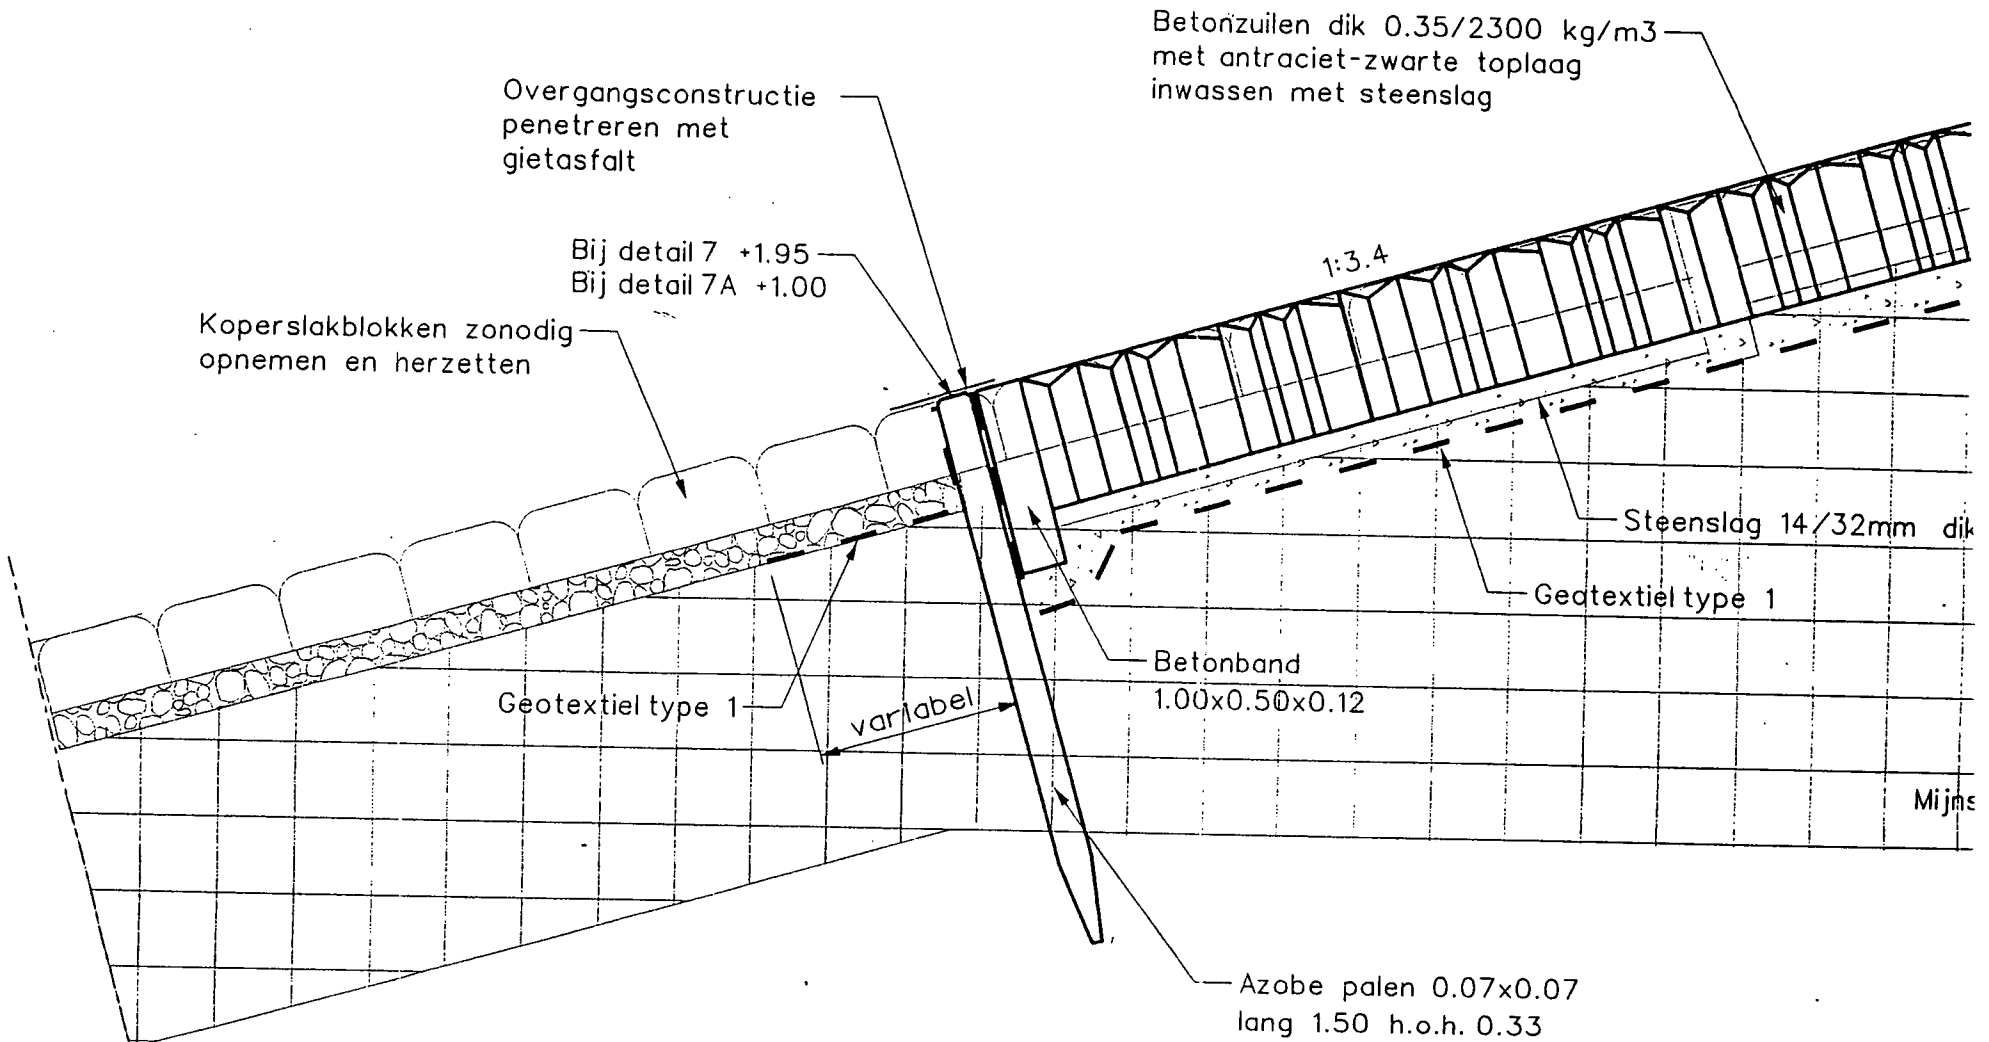 Betonzuilen dik 0.35/2300 kg/m3
met antraciet-zwarte toplaag
inwassen met steenslag
Overgangsconstructie
penetreren met
gietasfalt
Bij detail 7 +1.95
Bij detail 7A +1.00
1:3.4
Koperslakblokken zonodig
opnemen en herzetten
Steenslag 14/32mm dik
Geotextiel type 1
Betonband
1.00x0.50x0.12
Geotextiel type 1
variabel
Mijns
Azobe palen 0.07x0.07
lang 1.50 h.o.h. 0.33